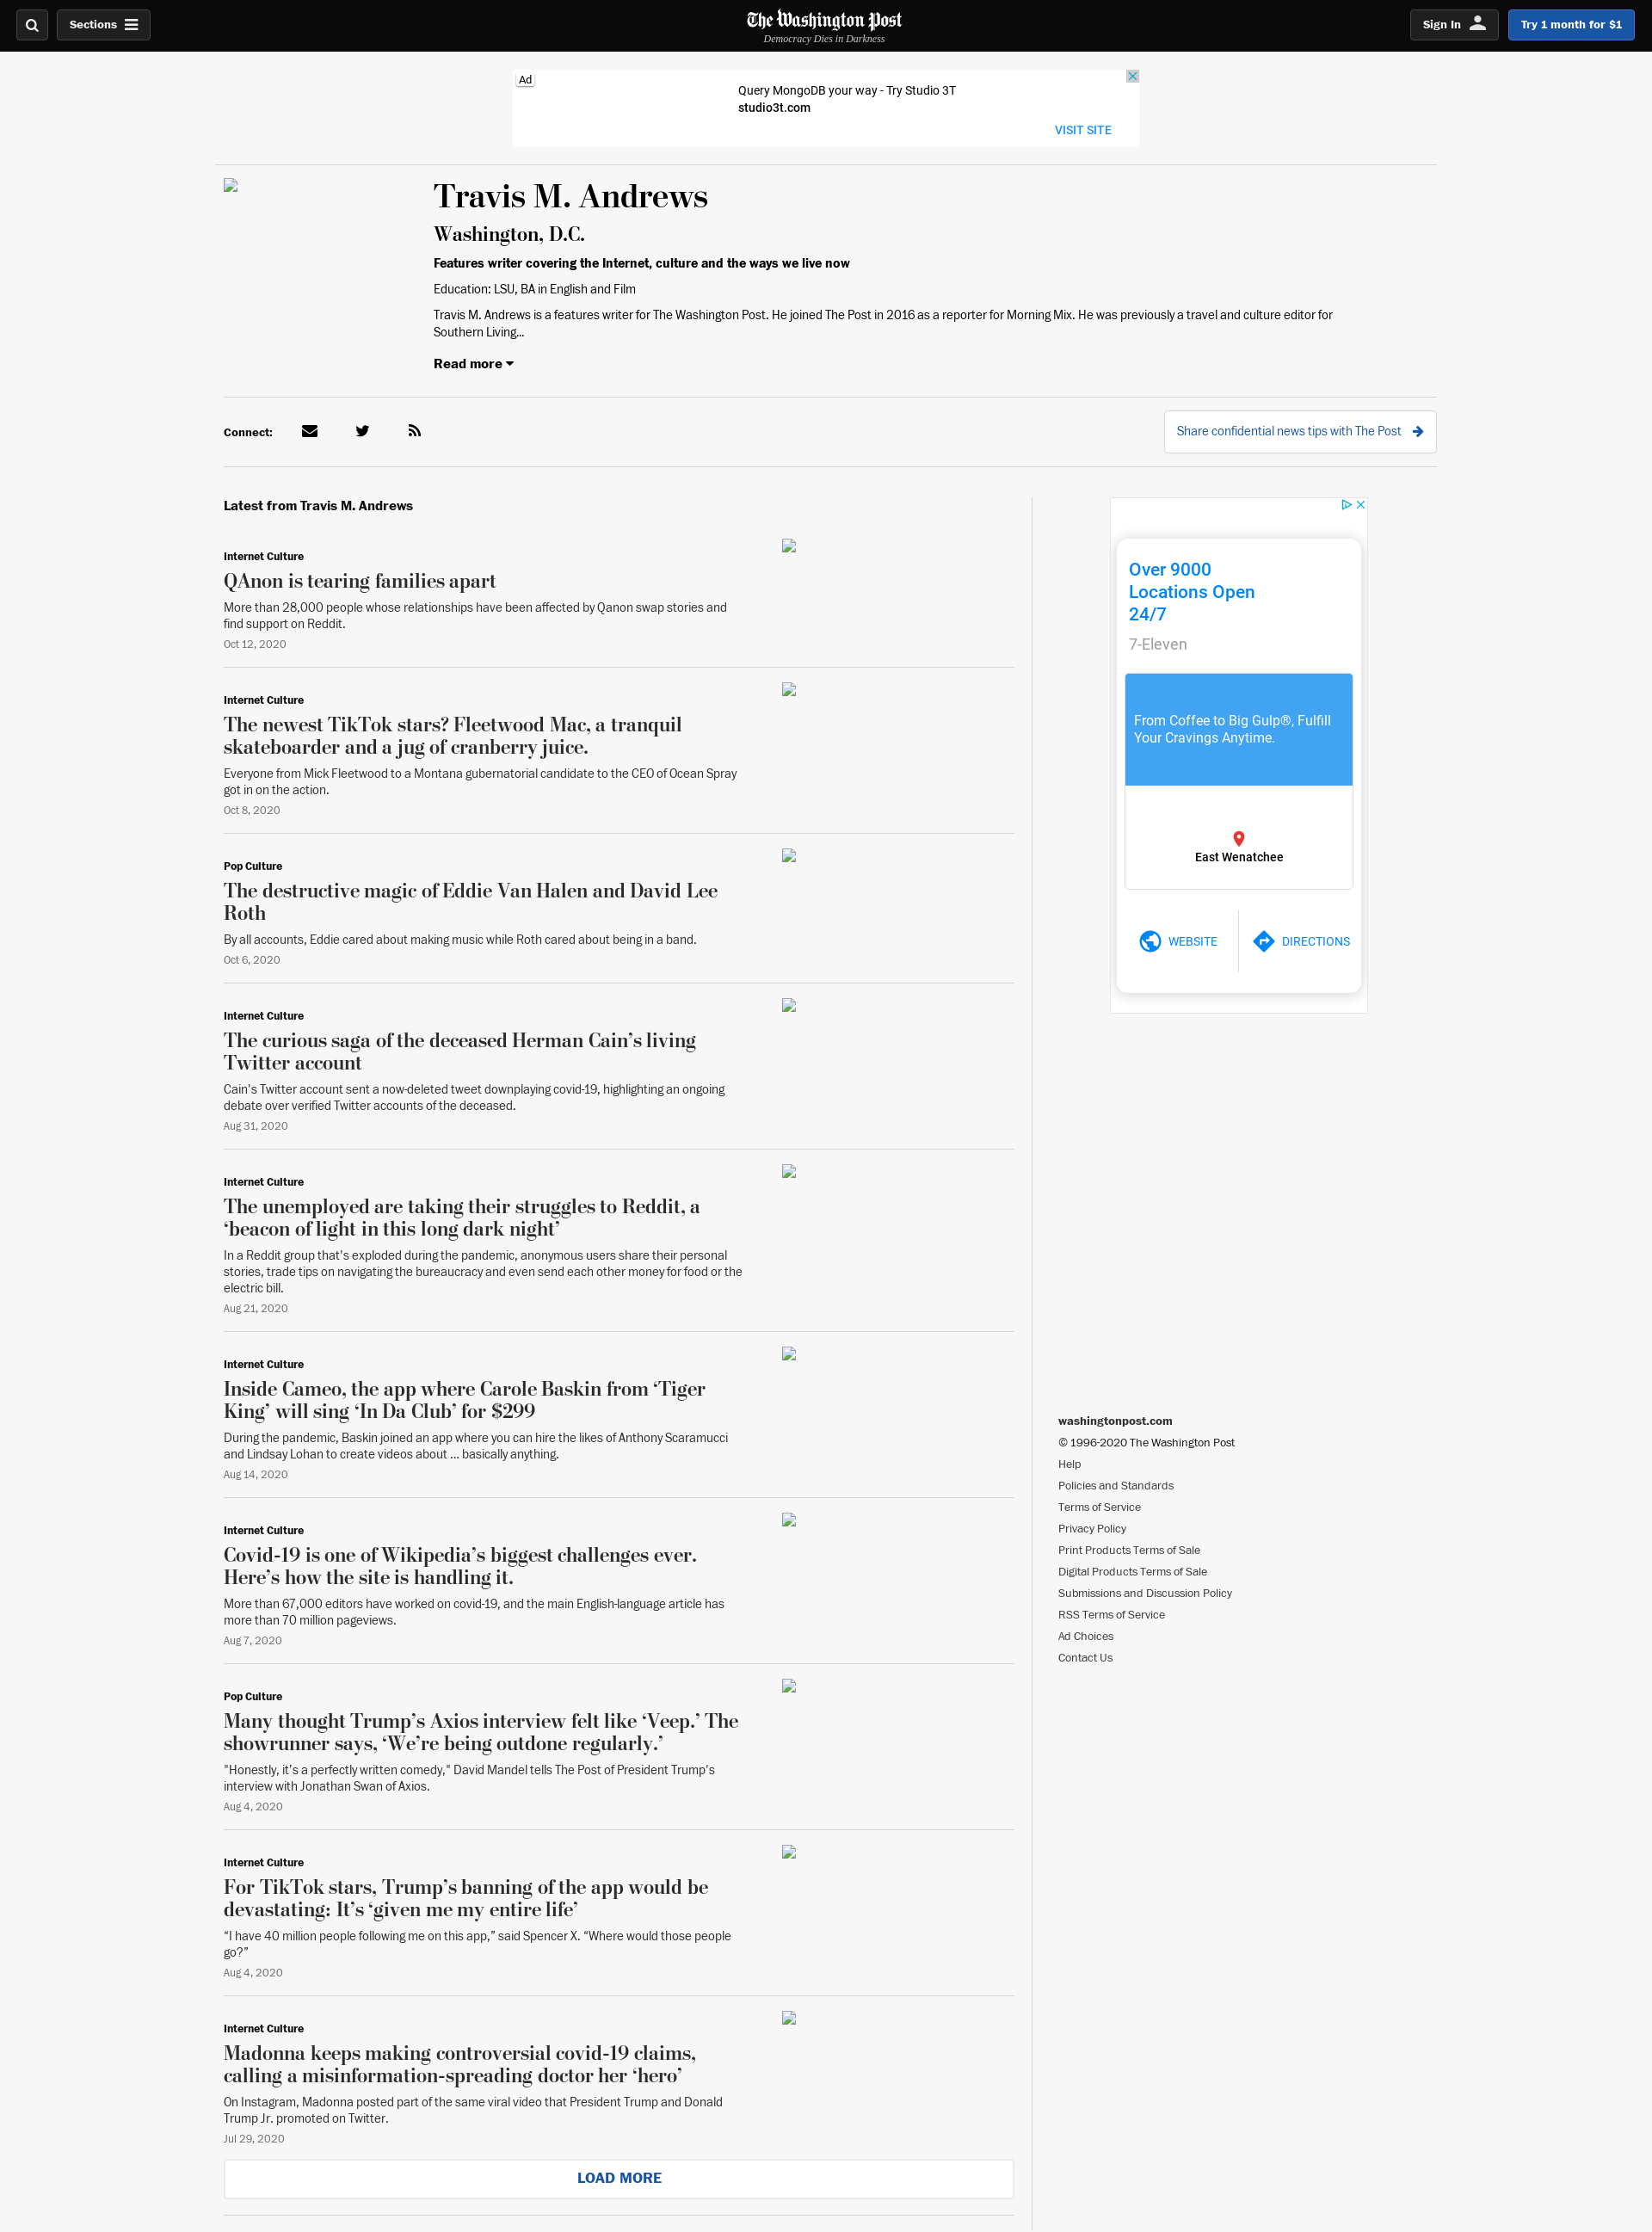 Sections
The Washington Post
Democracy Dies in Darkness
Sign In
Try 1 month for $1
Ad
Query MongoDB your way - Try Studio 3T
studio3t.com
VISIT SITE
Travis M. Andrews
Washington, D.C.
Features writer covering the Internet, culture and the ways we live now
Education: LSU, BA in English and Film
Travis M. Andrews is a features writer for The Washington Post. He joined The Post in 2016 as a reporter for Morning Mix. He was previously a travel and culture editor for
Southern Living...
Read more
Connect:
Share confidential news tips with The Post
Latest from Travis M. Andrews
Internet Culture
QAnon is tearing families apart
More than 28,000 people whose relationships have been affected by Qanon swap stories and
find support on Reddit.
Oct 12, 2020
Internet Culture
The newest TikTok stars? Fleetwood Mac, a tranquil
skateboarder and a jug of cranberry juice.
Everyone from Mick Fleetwood to a Montana gubernatorial candidate to the CEO of Ocean Spray
got in on the action.
Oct 8, 2020
Pop Culture
The destructive magic of Eddie Van Halen and David Lee
Roth
By all accounts, Eddie cared about making music while Roth cared about being in a band.
Oct 6, 2020
Internet Culture
The curious saga of the deceased Herman Cain’s living
Twitter account
Cain's Twitter account sent a now-deleted tweet downplaying covid-19, highlighting an ongoing
debate over verified Twitter accounts of the deceased.
Aug 31, 2020
Internet Culture
The unemployed are taking their struggles to Reddit, a
‘beacon of light in this long dark night’
In a Reddit group that's exploded during the pandemic, anonymous users share their personal
stories, trade tips on navigating the bureaucracy and even send each other money for food or the
electric bill.
Aug 21, 2020
Internet Culture
Inside Cameo, the app where Carole Baskin from ‘Tiger
King’ will sing ‘In Da Club’ for $299
During the pandemic, Baskin joined an app where you can hire the likes of Anthony Scaramucci
and Lindsay Lohan to create videos about ... basically anything.
Aug 14, 2020
Internet Culture
Covid-19 is one of Wikipedia’s biggest challenges ever.
Here’s how the site is handling it.
More than 67,000 editors have worked on covid-19, and the main English-language article has
more than 70 million pageviews.
Aug 7, 2020
Pop Culture
Many thought Trump’s Axios interview felt like ‘Veep.’ The
showrunner says, ‘We’re being outdone regularly.’
"Honestly, it’s a perfectly written comedy," David Mandel tells The Post of President Trump's
interview with Jonathan Swan of Axios.
Aug 4, 2020
Internet Culture
For TikTok stars, Trump’s banning of the app would be
devastating: It’s ‘given me my entire life’
“I have 40 million people following me on this app,” said Spencer X. “Where would those people
go?”
Aug 4, 2020
Internet Culture
Madonna keeps making controversial covid-19 claims,
calling a misinformation-spreading doctor her ‘hero’
On Instagram, Madonna posted part of the same viral video that President Trump and Donald
Trump Jr. promoted on Twitter.
Jul 29, 2020
LOAD MORE
Over 9000
Locations Open
24/7
7-Eleven
From Coffee to Big Gulp®, Fulfill
Your Cravings Anytime.
East Wenatchee
WEBSITE
DIRECTIONS
washingtonpost.com
© 1996-2020 The Washington Post
Help
Policies and Standards
Terms of Service
Privacy Policy
Print Products Terms of Sale
Digital Products Terms of Sale
Submissions and Discussion Policy
RSS Terms of Service
Ad Choices
Contact Us